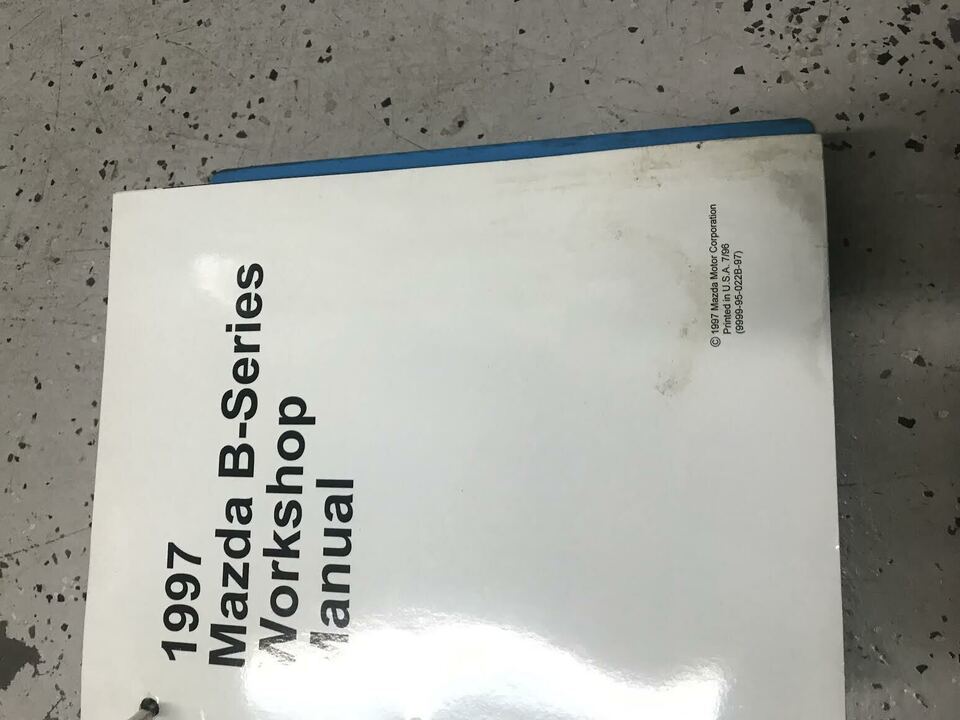 1997
Mazda B-Series
Workshop
Manual
© 1997 Mazda Motor Corporation
Printed in U.S.A. 7/96
(9999-95-022B-97)